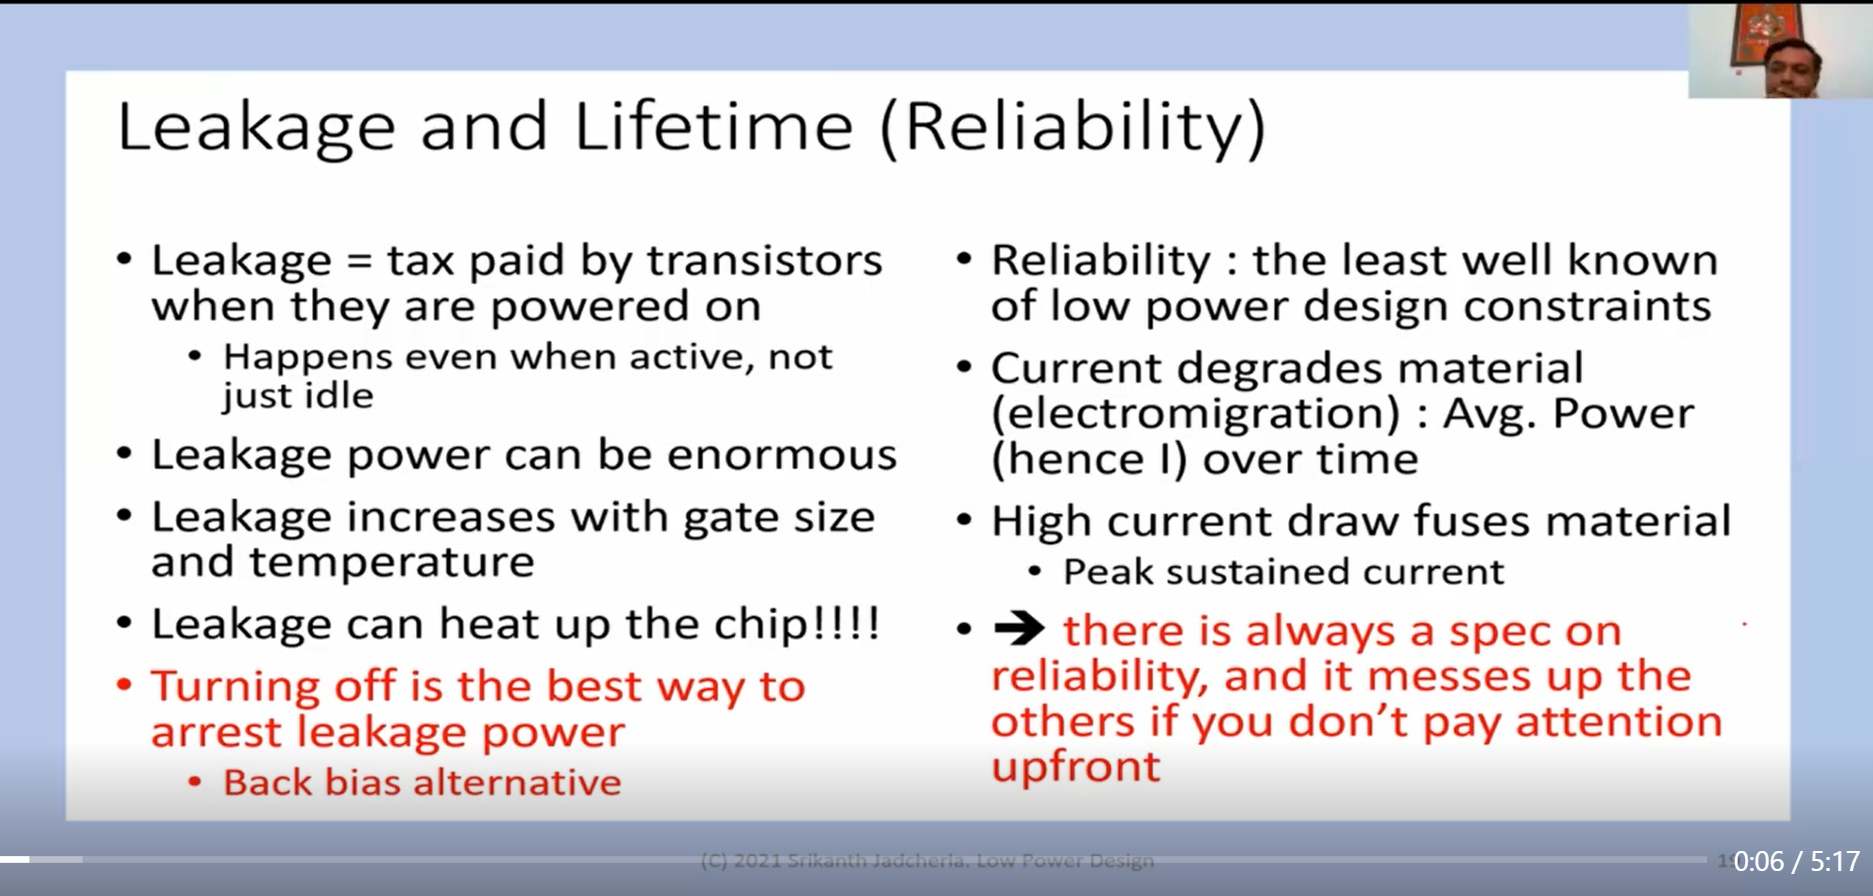 Leakage and Lifetime (Reliability)
• Leakage = tax paid by transistors
when they are powered on
• Happens even when active, not
just idle
• Leakage power can be enormous
• Leakage increases with gate size
and temperature
• Leakage can heat up the chip!!!!
• Turning off is the best way to
arrest leakage power
• Back bias alternative
• Reliability : the least well known
of low power design constraints
• Current degrades material
(electromigration) : Avg. Power
(hence I) over time
• High current draw fuses material
• Peak sustained current
• ➔ there is always a spec on
reliability, and it messes up the
others if you don’t pay attention
upfront
(C) 2021 Srikanth Jadcherla. Low Power Design
0:06 / 5:17